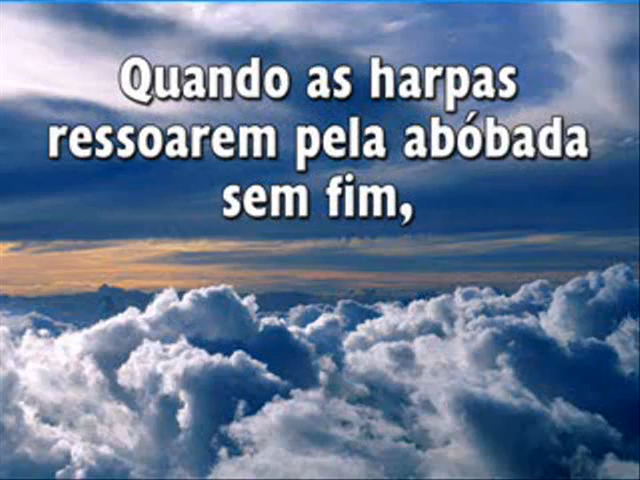 Quando as harpas
ressoarem pela abóbada
sem fim,